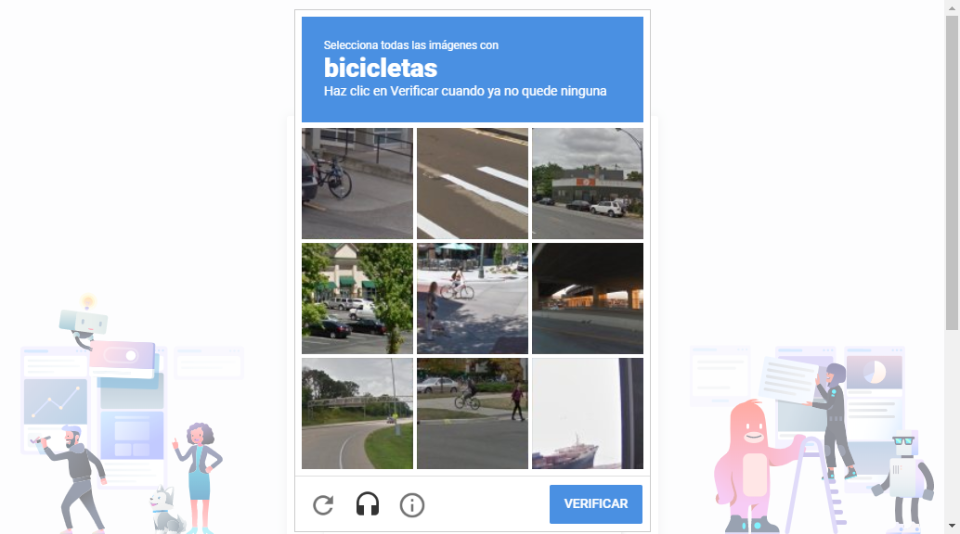 Selecciona todas las imágenes con
bicicletas
Haz clic en Verificar cuando ya no quede ninguna
VERIFICAR